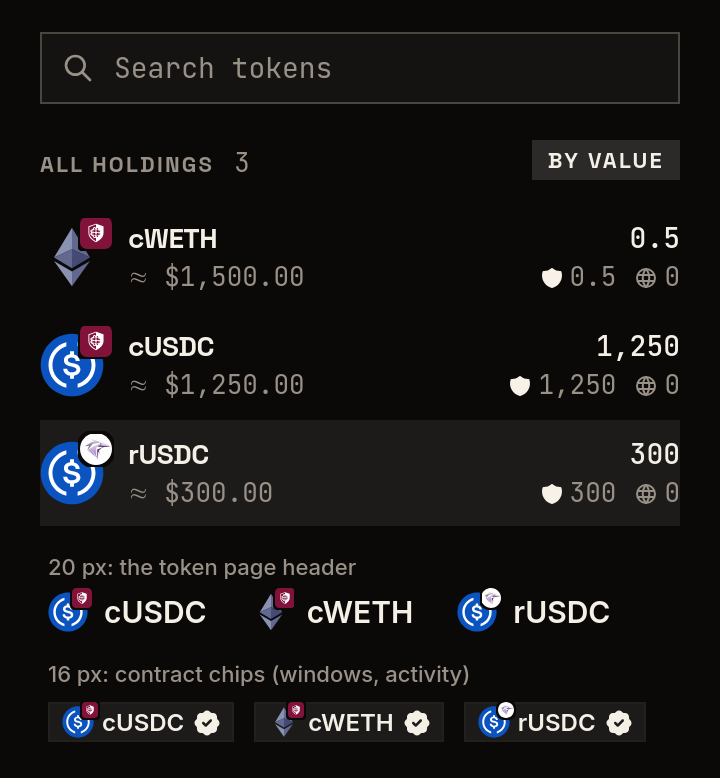 Search tokens
ALL HOLDINGS 3 BY VALUE
cWETH 0.5
≈ $1,500.00 0.5 0
cUSDC 1,250
≈ $1,250.00 1,250 0
rUSDC 300
≈ $300.00 300 0
20 px: the token page header
cUSDC cWETH rUSDC
16 px: contract chips (windows, activity)
cUSDC cWETH rUSDC